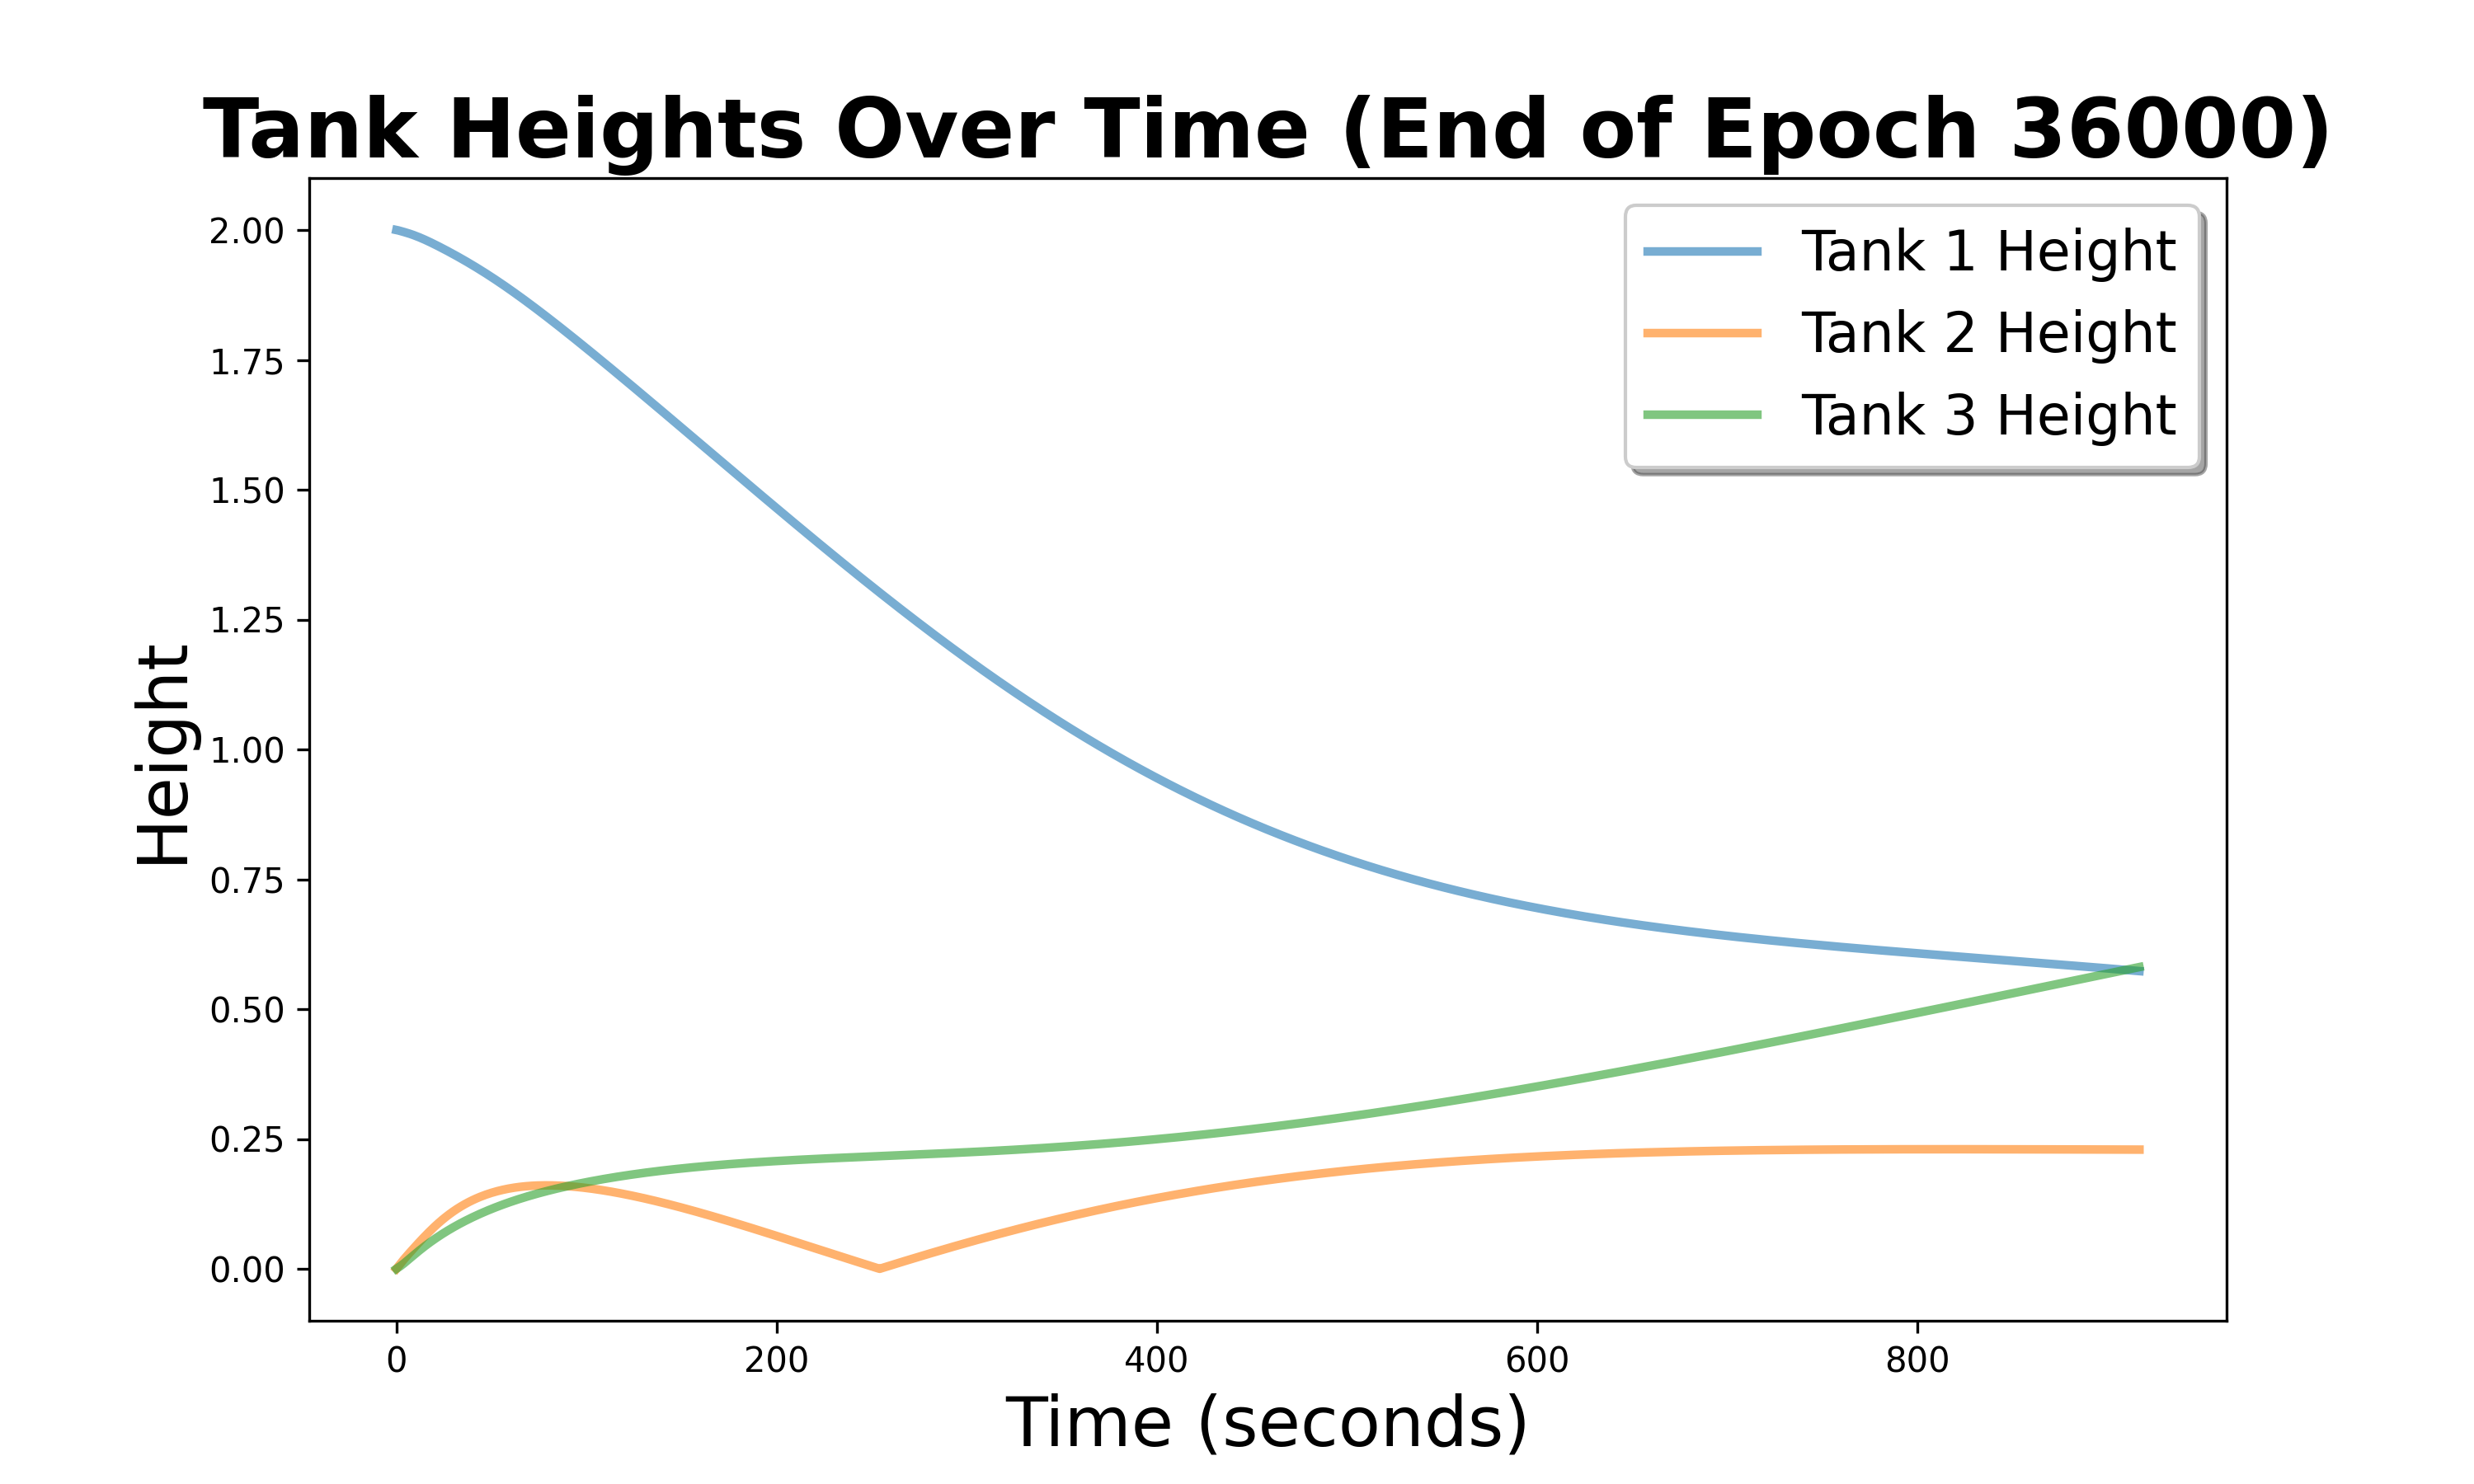 Tank Heights Over Time (End of Epoch 36000)
Tank 1 Height
Tank 2 Height
Tank 3 Height
Height
2.00
1.75
1.50
1.25
1.00
0.75
0.50
0.25
0.00
0 200 400 600 800
Time (seconds)